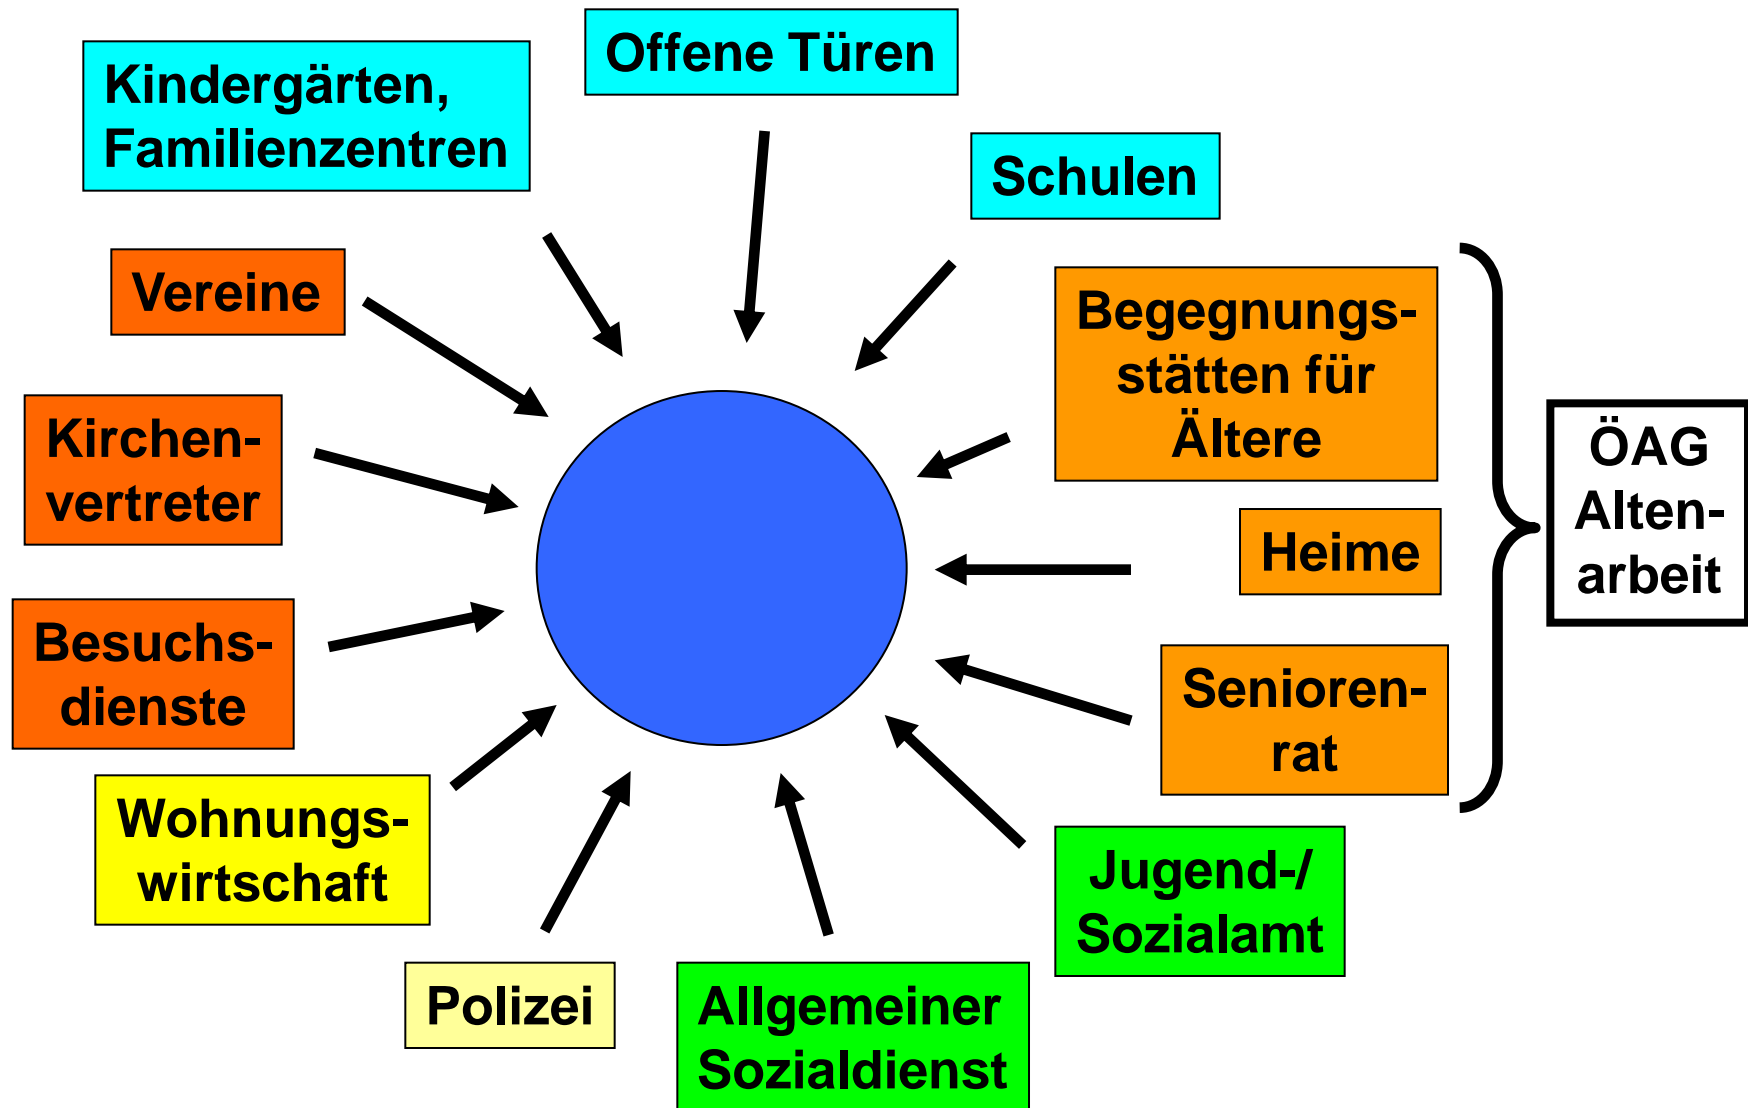 Offene Türen
Kindergärten,
Familienzentren
Schulen
Vereine
Begegnungs-
stätten für
Ältere
Kirchen-
vertreter
ÖAG
Alten-
arbeit
Heime
Besuchs-
dienste
Senioren-
rat
Wohnungs-
wirtschaft
Jugend-/
Sozialamt
Polizei
Allgemeiner
Sozialdienst